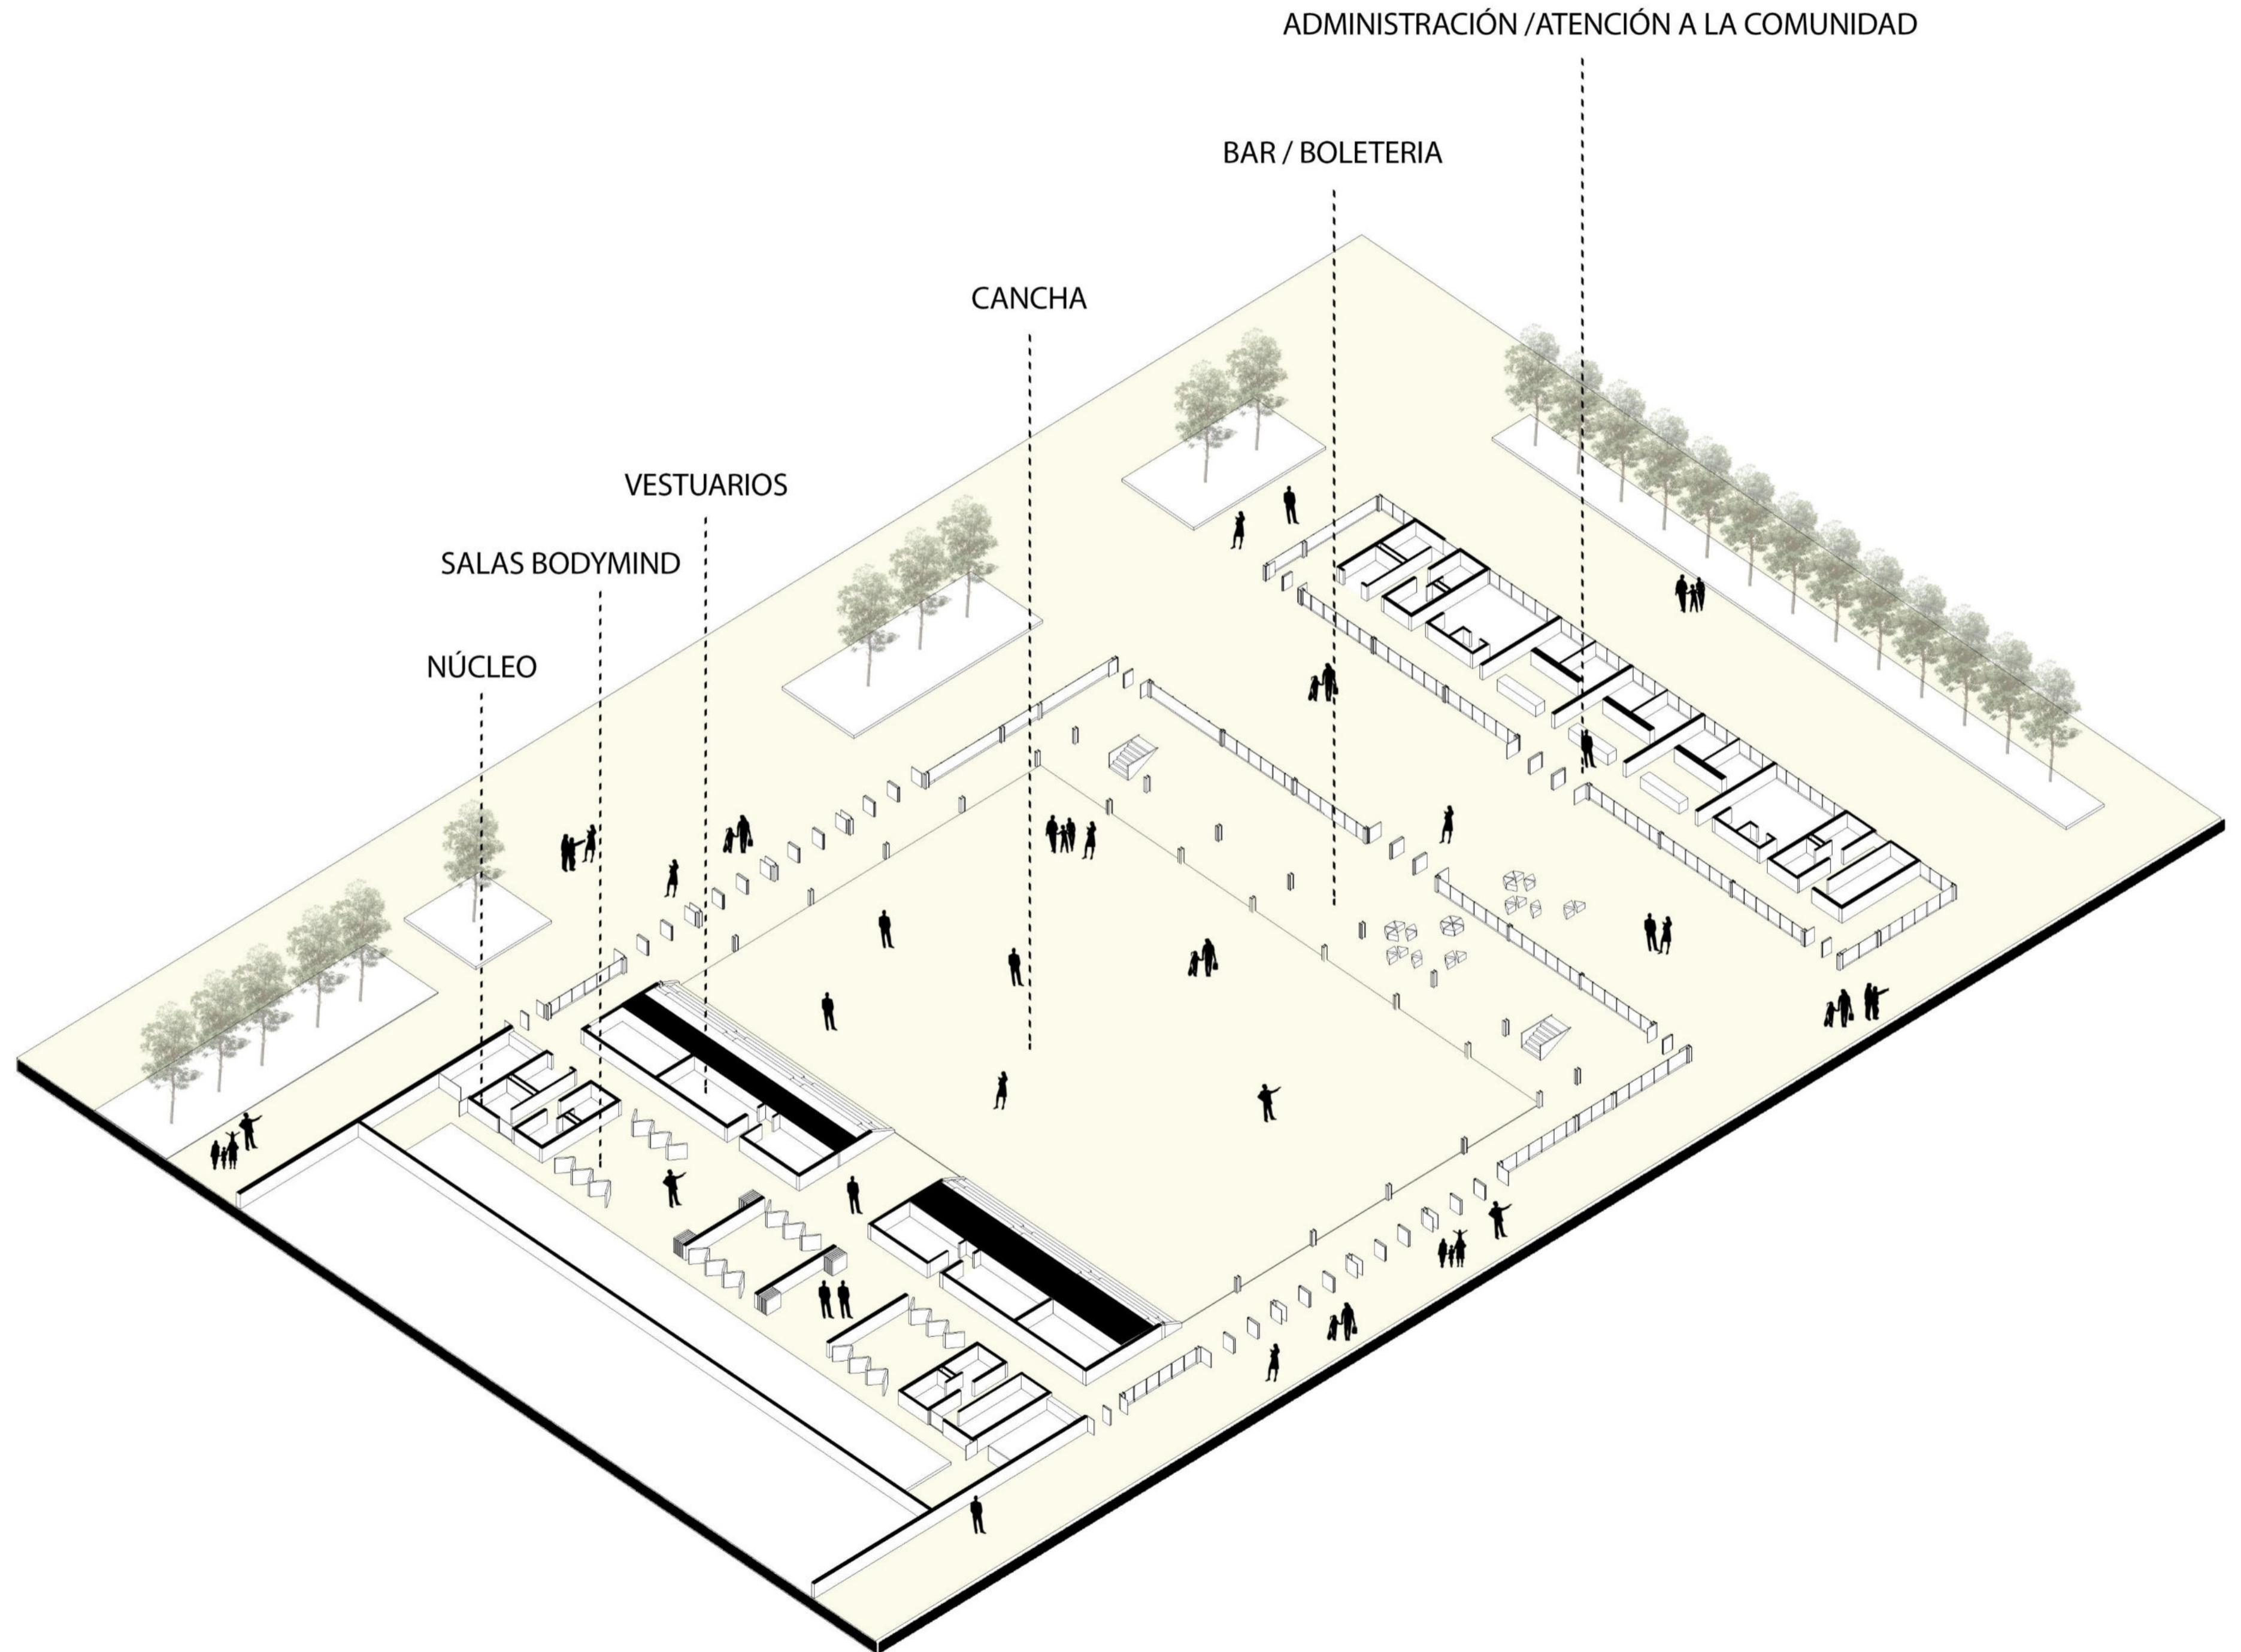 ADMINISTRACIÓN /ATENCIÓN A LA COMUNIDAD
BAR / BOLETERIA
CANCHA
VESTUARIOS
SALAS BODYMIND
NÚCLEO